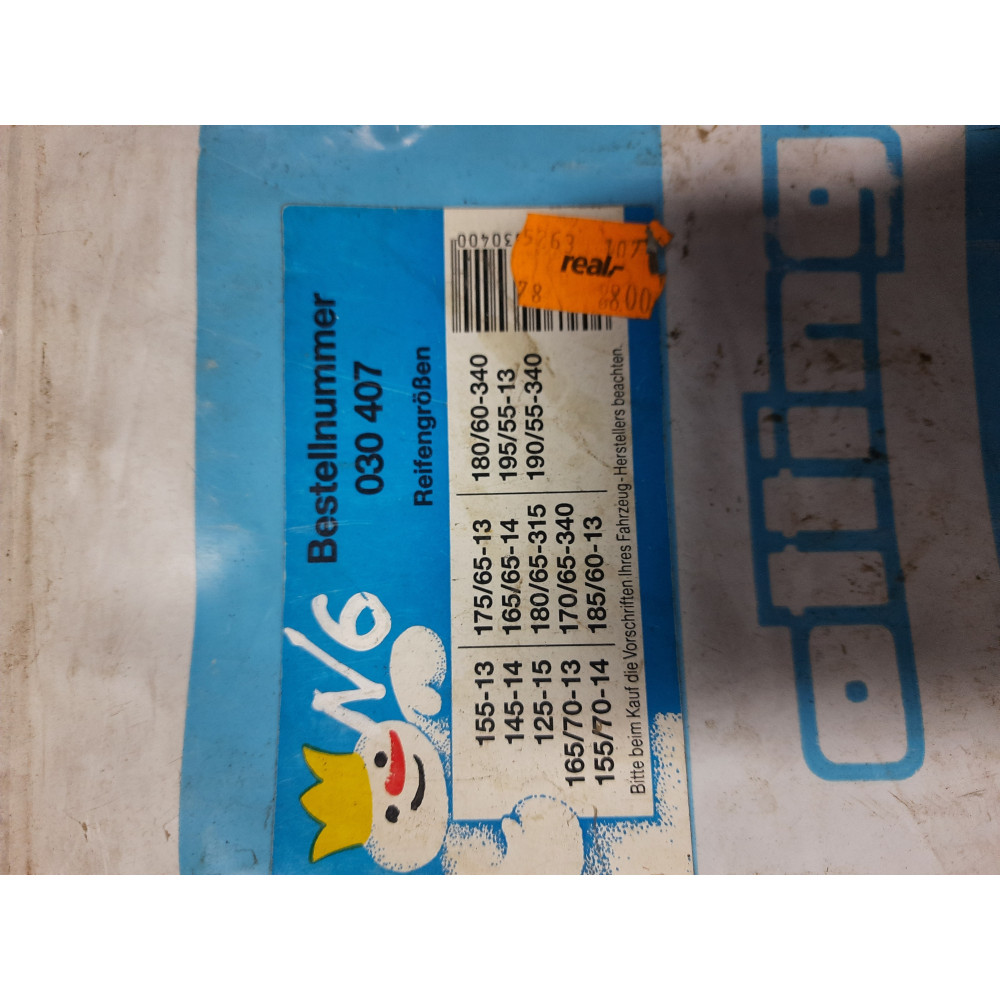 N6
Bestellnummer
030 407
Reifengrößen
155-13
145-14
125-15
165/70-13
155/70-14
175/65-13
165/65-14
180/65-315
170/65-340
185/60-13
180/60-340
195/55-13
190/55-340
Bitte beim Kauf die Vorschriften Ihres Fahrzeug-Herstellers beachten.
real,-